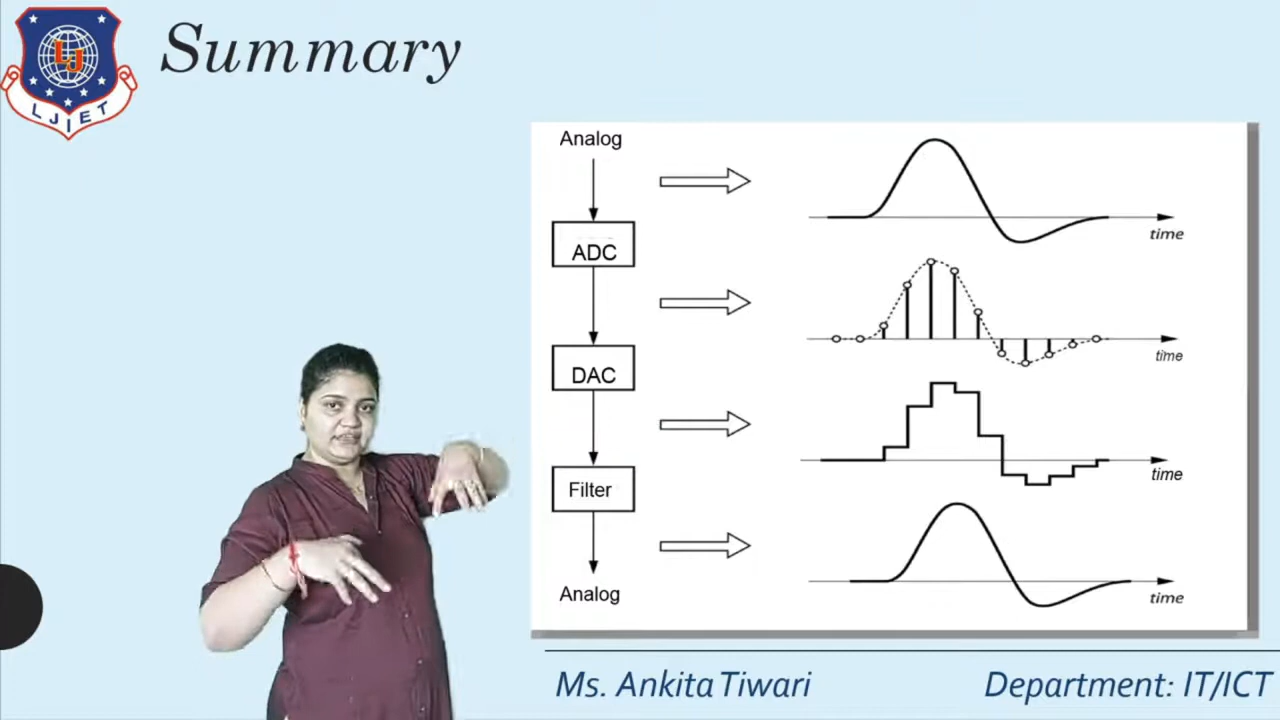 LJ
LJIET
Summary
Analog
time
ADC
time
DAC
time
Filter
time
Analog
Ms. Ankita Tiwari
Department: IT/ICT